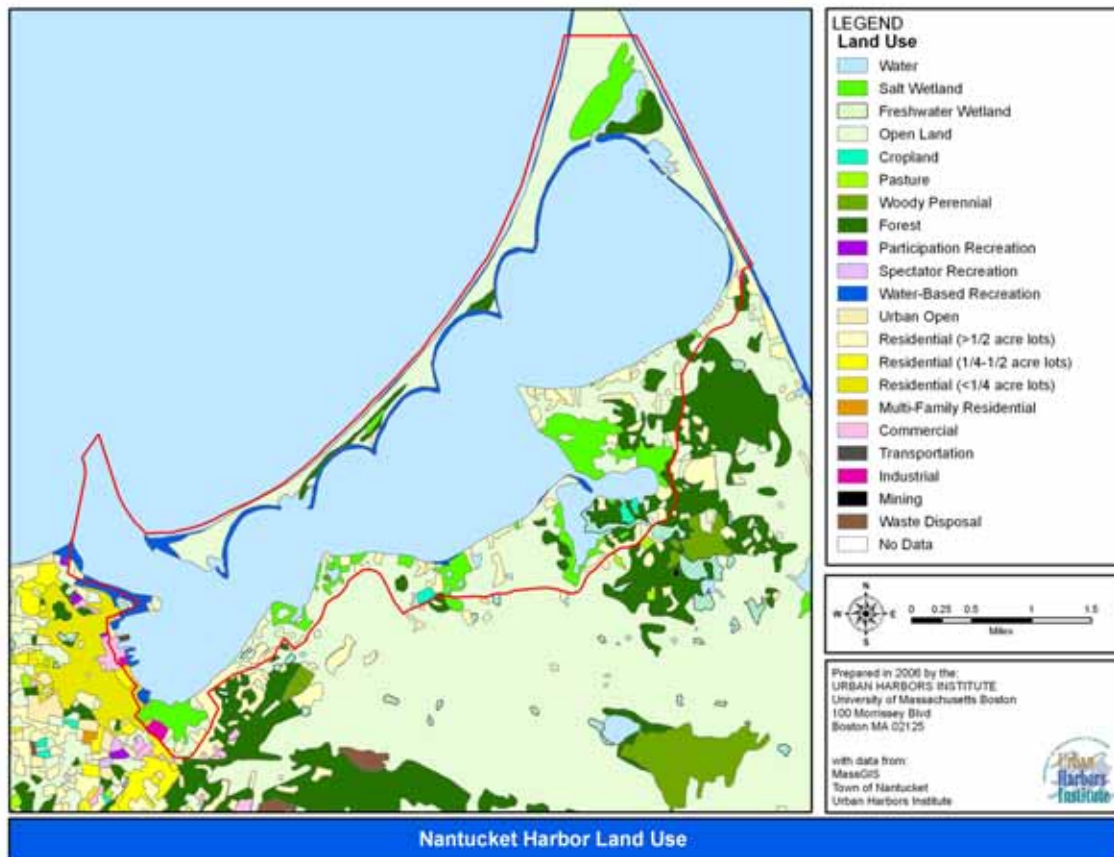 LEGEND
Land Use
Water
Salt Wetland
Freshwater Wetland
Open Land
Cropland
Pasture
Woody Perennial
Forest
Participation Recreation
Spectator Recreation
Water-Based Recreation
Urban Open
Residential (>1/2 acre lots)
Residential (1/4-1/2 acre lots)
Residential (<1/4 acre lots)
Multi-Family Residential
Commercial
Transportation
Industrial
Mining
Waste Disposal
No Data
N
W E
S
0 0.25 0.5 1 1.5
Miles
Prepared in 2006 by the:
URBAN HARBORS INSTITUTE
University of Massachusetts Boston
100 Morrissey Blvd
Boston MA 02125
with data from:
MassGIS
Town of Nantucket
Urban Harbors Institute
Urban
Harbors
Institute
Nantucket Harbor Land Use